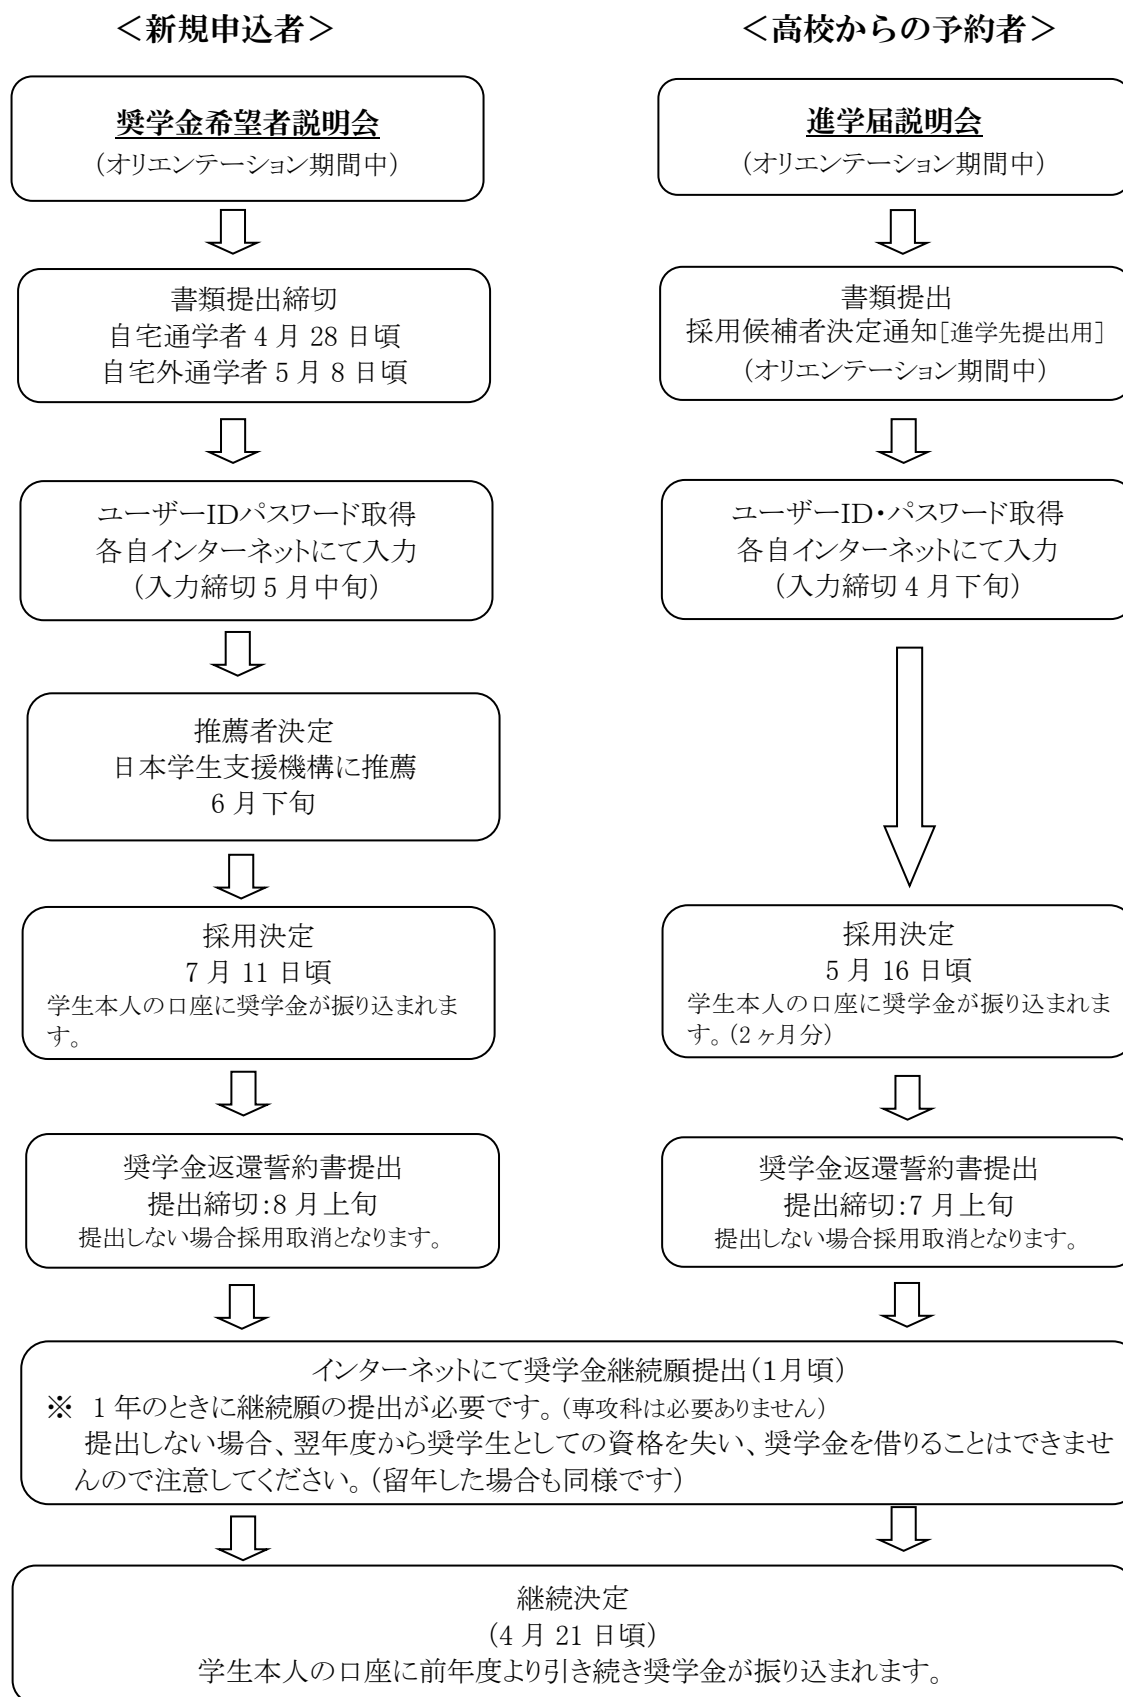 ＜新規申込者＞
奨学金希望者説明会
（オリエンテーション期間中）
書類提出締切
自宅通学者 4 月 28 日頃
自宅外通学者 5 月 8 日頃
ユーザーIDパスワード取得
各自インターネットにて入力
（入力締切 5 月中旬）
推薦者決定
日本学生支援機構に推薦
6 月下旬
採用決定
7 月 11 日頃
学生本人の口座に奨学金が振り込まれま
す。
奨学金返還誓約書提出
提出締切：8 月上旬
提出しない場合採用取消となります。
＜高校からの予約者＞
進学届説明会
（オリエンテーション期間中）
書類提出
採用候補者決定通知［進学先提出用］
（オリエンテーション期間中）
ユーザーID・パスワード取得
各自インターネットにて入力
（入力締切 4 月下旬）
採用決定
5 月 16 日頃
学生本人の口座に奨学金が振り込まれま
す。（2 ヶ月分）
奨学金返還誓約書提出
提出締切：7 月上旬
提出しない場合採用取消となります。
インターネットにて奨学金継続願提出（1月頃）
※ 1 年のときに継続願の提出が必要です。（専攻科は必要ありません）
提出しない場合、翌年度から奨学生としての資格を失い、奨学金を借りることはできませ
んので注意してください。（留年した場合も同様です）
継続決定
（4 月 21 日頃）
学生本人の口座に前年度より引き続き奨学金が振り込まれます。